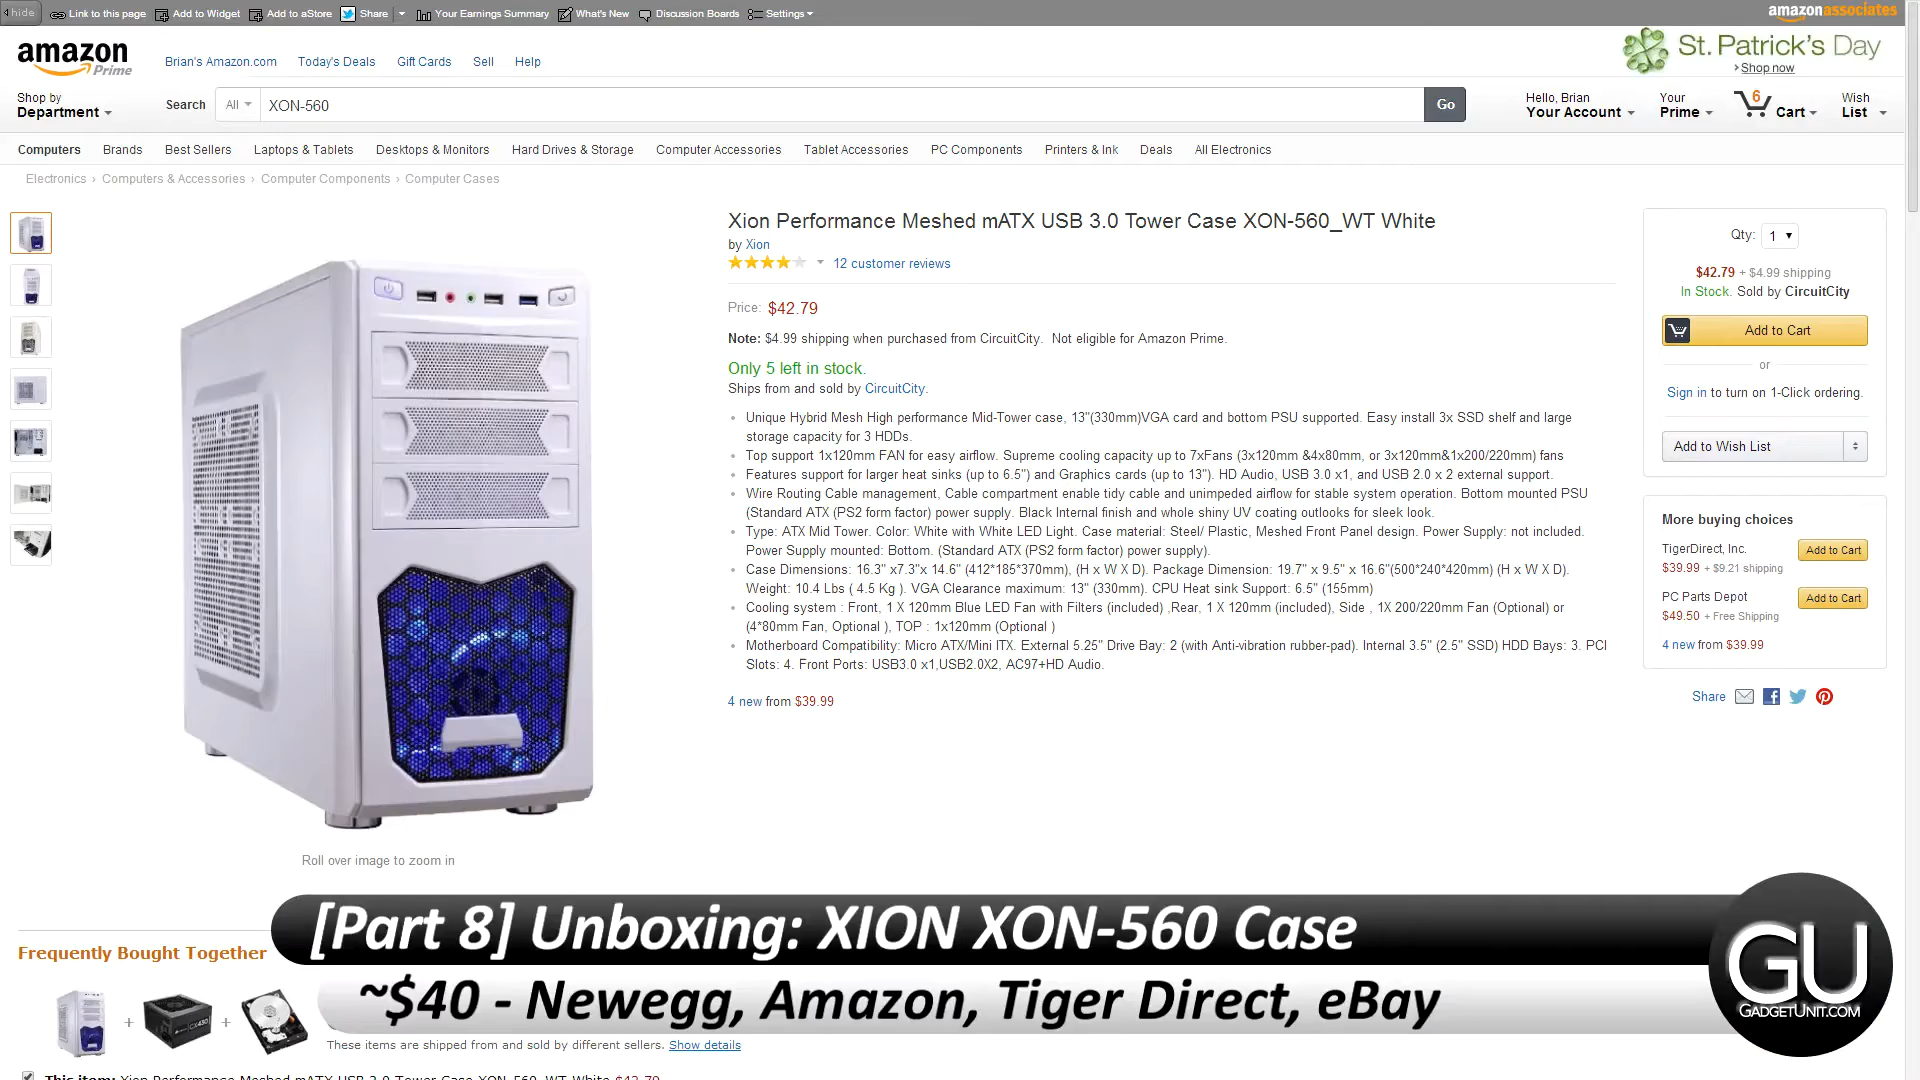 hide Link to this page Add to Widget Add to aStore Share Your Earnings Summary What's New Discussion Boards Settings amazonassociates
amazon Prime Brian's Amazon.com Today's Deals Gift Cards Sell Help St. Patrick's Day
Shop now
Shop by Department Search All XON-560 Go Hello, Brian Your Account Your Prime 6 Cart Wish List
Computers Brands Best Sellers Laptops & Tablets Desktops & Monitors Hard Drives & Storage Computer Accessories Tablet Accessories PC Components Printers & Ink Deals All Electronics
Electronics › Computers & Accessories › Computer Components › Computer Cases
Xion Performance Meshed mATX USB 3.0 Tower Case XON-560_WT White
by Xion
12 customer reviews
Price: $42.79
Note: $4.99 shipping when purchased from CircuitCity. Not eligible for Amazon Prime.
Only 5 left in stock.
Ships from and sold by CircuitCity.
Unique Hybrid Mesh High performance Mid-Tower case, 13"(330mm)VGA card and bottom PSU supported. Easy install 3x SSD shelf and large
storage capacity for 3 HDDs.
Top support 1x120mm FAN for easy airflow. Supreme cooling capacity up to 7xFans (3x120mm &4x80mm, or 3x120mm&1x200/220mm) fans
Features support for larger heat sinks (up to 6.5") and Graphics cards (up to 13"). HD Audio, USB 3.0 x1, and USB 2.0 x 2 external support.
Wire Routing Cable management, Cable compartment enable tidy cable and unimpeded airflow for stable system operation. Bottom mounted PSU
(Standard ATX (PS2 form factor) power supply. Black Internal finish and whole shiny UV coating outlooks for sleek look.
Type: ATX Mid Tower. Color: White with White LED Light. Case material: Steel/ Plastic, Meshed Front Panel design. Power Supply: not included.
Power Supply mounted: Bottom. (Standard ATX (PS2 form factor) power supply).
Case Dimensions: 16.3" x7.3"x 14.6" (412*185*370mm), (H x W X D). Package Dimension: 19.7" x 9.5" x 16.6"(500*240*420mm) (H x W X D).
Weight: 10.4 Lbs ( 4.5 Kg ). VGA Clearance maximum: 13" (330mm). CPU Heat sink Support: 6.5" (155mm)
Cooling system : Front, 1 X 120mm Blue LED Fan with Filters (included) ,Rear, 1 X 120mm (included), Side , 1X 200/220mm Fan (Optional) or
(4*80mm Fan, Optional ), TOP : 1x120mm (Optional )
Motherboard Compatibility: Micro ATX/Mini ITX. External 5.25" Drive Bay: 2 (with Anti-vibration rubber-pad). Internal 3.5" (2.5" SSD) HDD Bays: 3. PCI
Slots: 4. Front Ports: USB3.0 x1,USB2.0X2, AC97+HD Audio.
4 new from $39.99
Qty: 1
$42.79 + $4.99 shipping
In Stock. Sold by CircuitCity
Add to Cart
or
Sign in to turn on 1-Click ordering.
Add to Wish List
More buying choices
TigerDirect, Inc. Add to Cart
$39.99 + $9.21 shipping
PC Parts Depot Add to Cart
$49.50 + Free Shipping
4 new from $39.99
Share
Roll over image to zoom in
[Part 8] Unboxing: XION XON-560 Case
~$40 - Newegg, Amazon, Tiger Direct, eBay
GU
GADGETUNIT.COM
Frequently Bought Together
+ CX430 +
These items are shipped from and sold by different sellers. Show details
This item: Xion Performance Meshed mATX USB 3.0 Tower Case XON-560_WT White $42.79